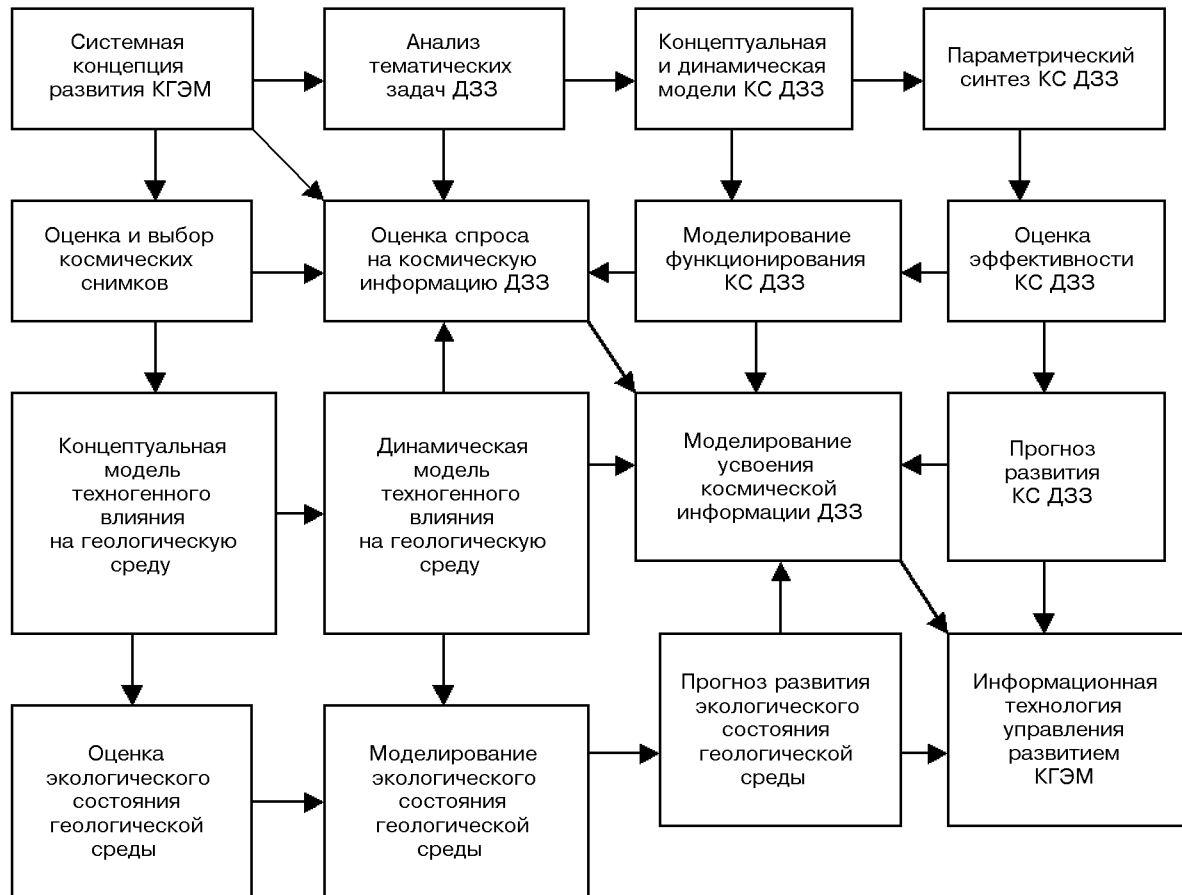 Системная
концепция
развития КГЭМ
Анализ
тематических
задач ДЗЗ
Концептуальная
и динамическая
модели КС ДЗЗ
Параметрический
синтез КС ДЗЗ
Оценка и выбор
космических
снимков
Оценка спроса
на космическую
информацию ДЗЗ
Моделирование
функционирования
КС ДЗЗ
Оценка
эффективности
КС ДЗЗ
Концептуальная
модель
техногенного
влияния
на геологическую
среду
Динамическая
модель
техногенного
влияния
на геологическую
среду
Моделирование
усвоения
космической
информации ДЗЗ
Прогноз
развития
КС ДЗЗ
Оценка
экологического
состояния
геологической
среды
Моделирование
экологического
состояния
геологической
среды
Прогноз развития
экологического
состояния
геологической
среды
Информационная
технология
управления
развитием
КГЭМ